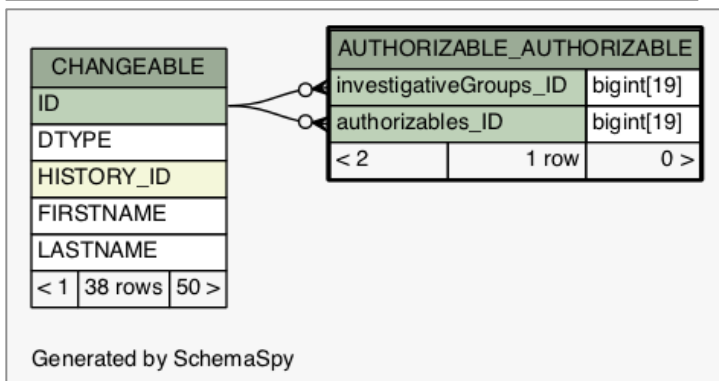 CHANGEABLE
ID
DTYPE
HISTORY_ID
FIRSTNAME
LASTNAME
< 1 38 rows 50 >
AUTHORIZABLE_AUTHORIZABLE
investigativeGroups_ID bigint[19]
authorizables_ID bigint[19]
< 2 1 row 0 >
Generated by SchemaSpy